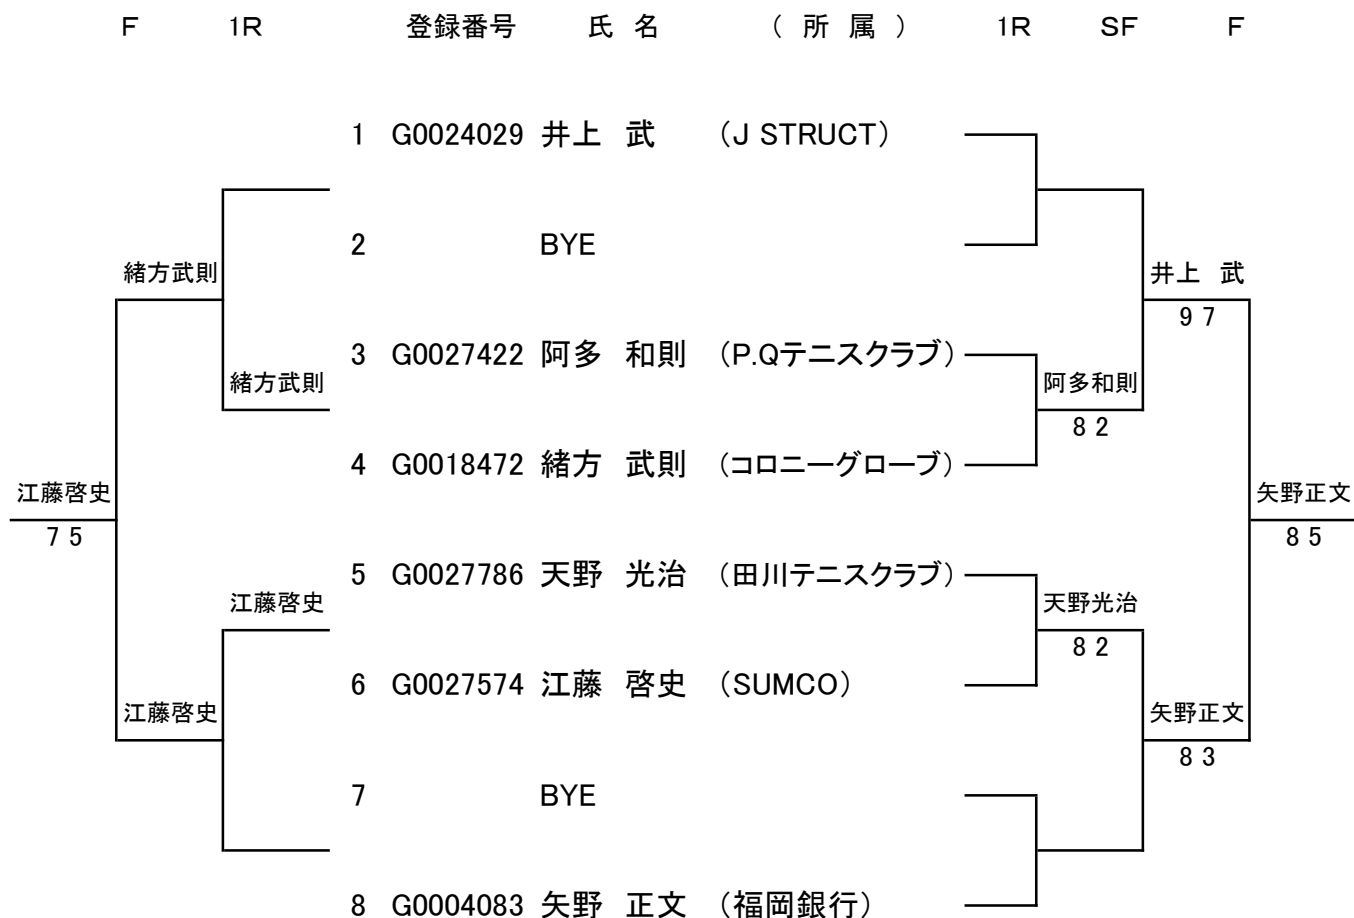 F 1R 登録番号 氏 名 ( 所 属 ) 1R SF F
1 G0024029 井上 武 (J STRUCT)
2 BYE
緒方武則 井上 武
9 7
3 G0027422 阿多 和則 (P.Qテニスクラブ)
緒方武則 阿多和則
8 2
4 G0018472 緒方 武則 (コロニーグローブ)
江藤啓史 矢野正文
7 5 8 5
5 G0027786 天野 光治 (田川テニスクラブ)
江藤啓史 天野光治
8 2
6 G0027574 江藤 啓史 (SUMCO)
江藤啓史 矢野正文
8 3
7 BYE
8 G0004083 矢野 正文 (福岡銀行)